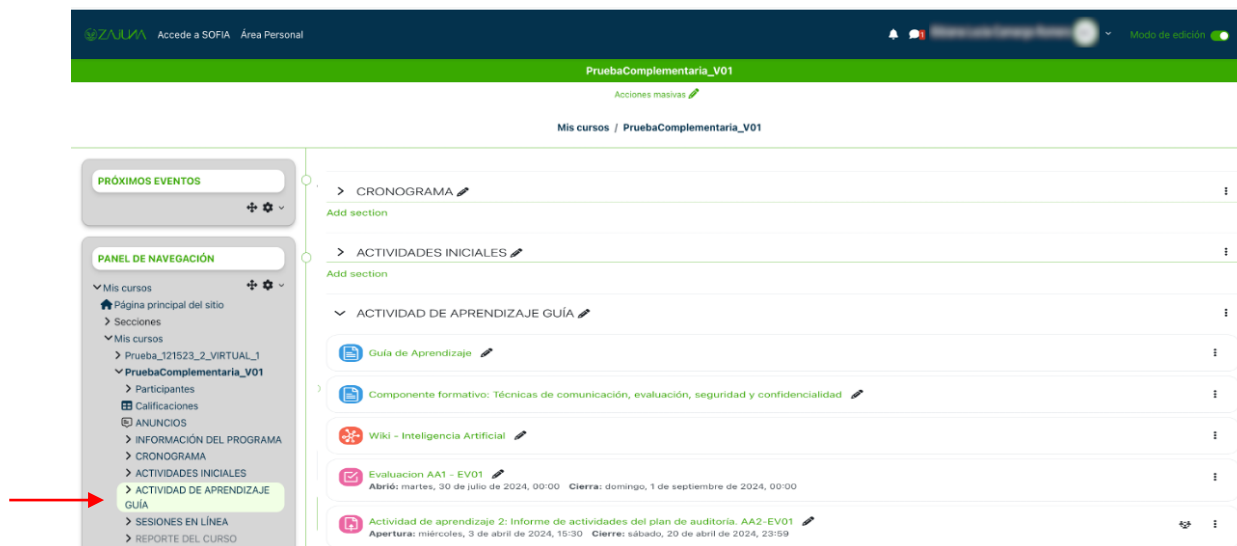 ZAJUNA Accede a SOFIA Área Personal
1
Modo de edición
PruebaComplementaria_V01
Acciones masivas
Mis cursos / PruebaComplementaria_V01
PRÓXIMOS EVENTOS
PANEL DE NAVEGACIÓN
Mis cursos
Página principal del sitio
Secciones
Mis cursos
Prueba_121523_2_VIRTUAL_1
PruebaComplementaria_V01
Participantes
Calificaciones
ANUNCIOS
INFORMACIÓN DEL PROGRAMA
CRONOGRAMA
ACTIVIDADES INICIALES
ACTIVIDAD DE APRENDIZAJE
GUÍA
SESIONES EN LÍNEA
REPORTE DEL CURSO
CRONOGRAMA
Add section
ACTIVIDADES INICIALES
Add section
ACTIVIDAD DE APRENDIZAJE GUÍA
Guía de Aprendizaje
Componente formativo: Técnicas de comunicación, evaluación, seguridad y confidencialidad
Wiki - Inteligencia Artificial
Evaluacion AA1 - EV01
Abrió: martes, 30 de julio de 2024, 00:00 Cierra: domingo, 1 de septiembre de 2024, 00:00
Actividad de aprendizaje 2: Informe de actividades del plan de auditoría. AA2-EV01
Apertura: miércoles, 3 de abril de 2024, 15:30 Cierre: sábado, 20 de abril de 2024, 23:59